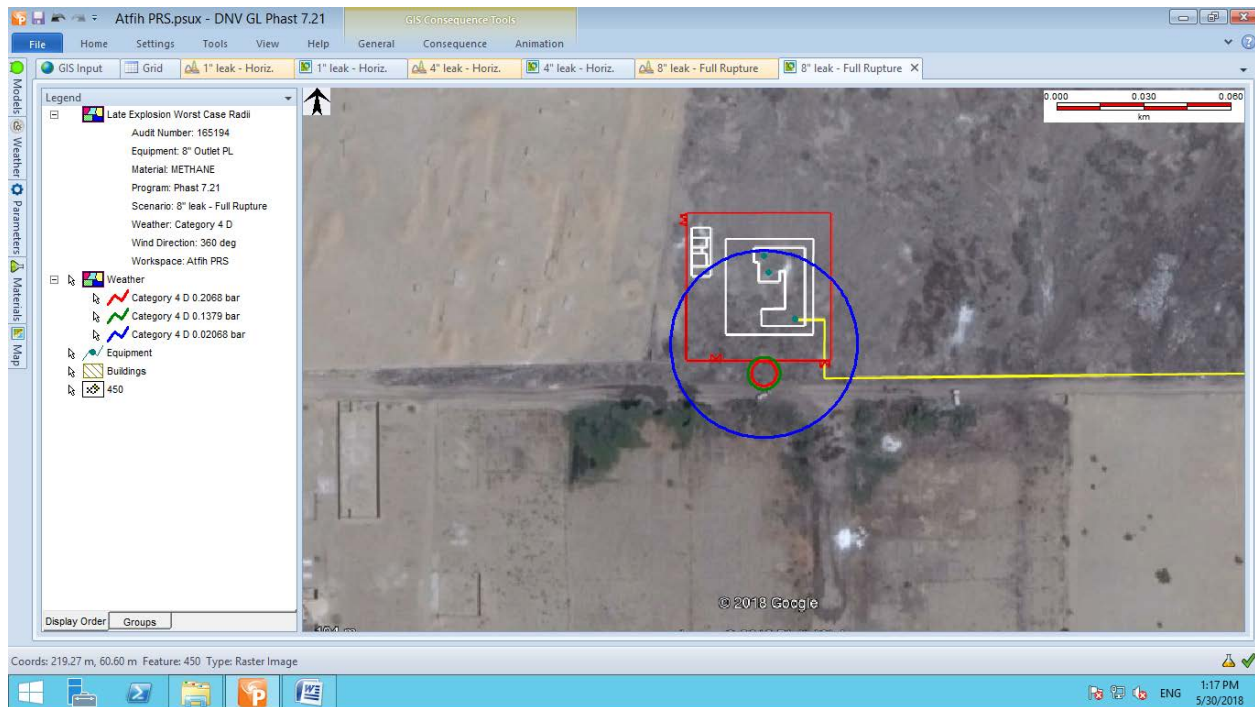 Atfih PRS.psux - DNV GL Phast 7.21
GIS Consequence Tools
File Home Settings Tools View Help General Consequence Animation
GIS Input Grid 1" leak - Horiz. 1" leak - Horiz. 4" leak - Horiz. 4" leak - Horiz. 8" leak - Full Rupture 8" leak - Full Rupture
Models
Weather
Parameters
Materials
Map
Legend
Late Explosion Worst Case Radii
Audit Number: 165194
Equipment: 8" Outlet PL
Material: METHANE
Program: Phast 7.21
Scenario: 8" leak - Full Rupture
Weather: Category 4 D
Wind Direction: 360 deg
Workspace: Atfih PRS
Weather
Category 4 D 0.2068 bar
Category 4 D 0.1379 bar
Category 4 D 0.02068 bar
Equipment
Buildings
450
0.000 0.030 0.060
km
© 2018 Google
Display Order Groups
Coords: 219.27 m, 60.60 m Feature: 450 Type: Raster Image
ENG
1:17 PM
5/30/2018